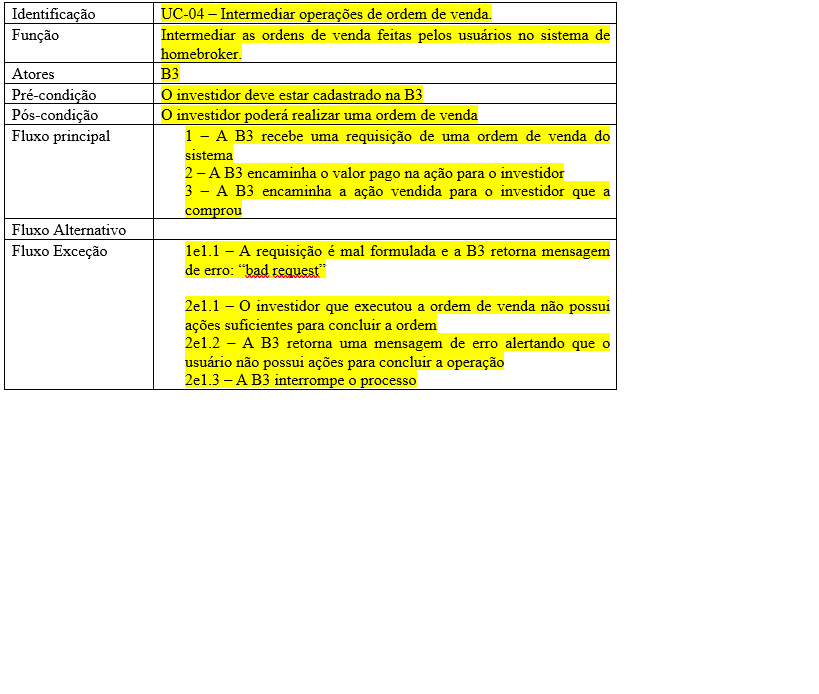 Identificação
UC-04 – Intermediar operações de ordem de venda.
Função
Intermediar as ordens de venda feitas pelos usuários no sistema de
homebroker.
Atores
B3
Pré-condição
O investidor deve estar cadastrado na B3
Pós-condição
O investidor poderá realizar uma ordem de venda
Fluxo principal
1 – A B3 recebe uma requisição de uma ordem de venda do
sistema
2 – A B3 encaminha o valor pago na ação para o investidor
3 – A B3 encaminha a ação vendida para o investidor que a
comprou
Fluxo Alternativo
Fluxo Exceção
1e1.1 – A requisição é mal formulada e a B3 retorna mensagem
de erro: “bad request”
2e1.1 – O investidor que executou a ordem de venda não possui
ações suficientes para concluir a ordem
2e1.2 – A B3 retorna uma mensagem de erro alertando que o
usuário não possui ações para concluir a operação
2e1.3 – A B3 interrompe o processo